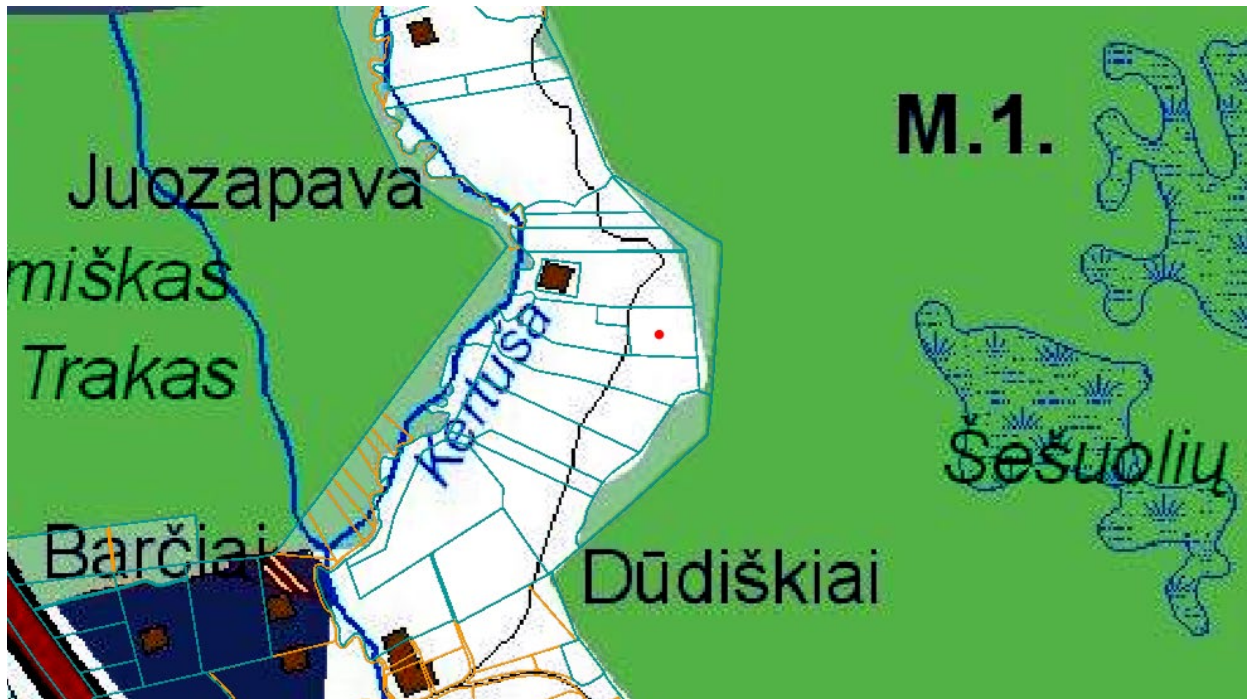 M.1.
Juozapava
miškas
Trakas
Kertuša
Šešuolių
Barčiai
Dūdiškiai